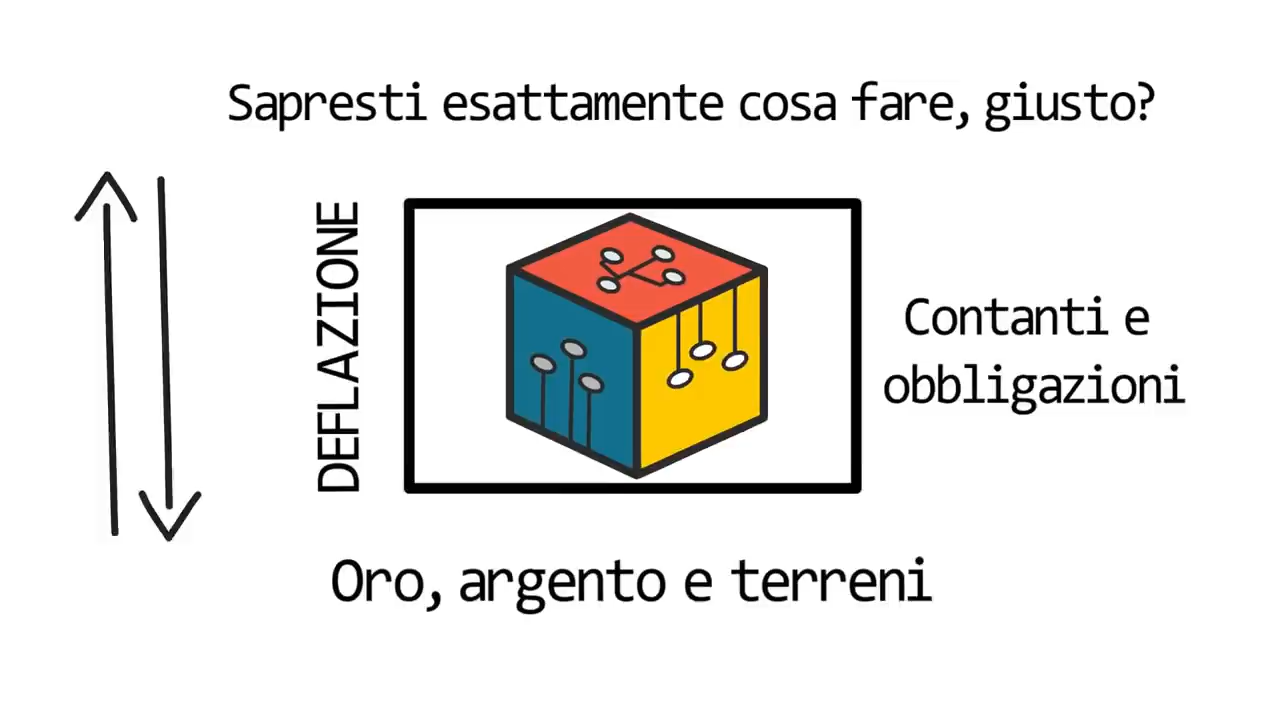 Sapresti esattamente cosa fare, giusto?
DEFLAZIONE
Contanti e
obbligazioni
Oro, argento e terreni